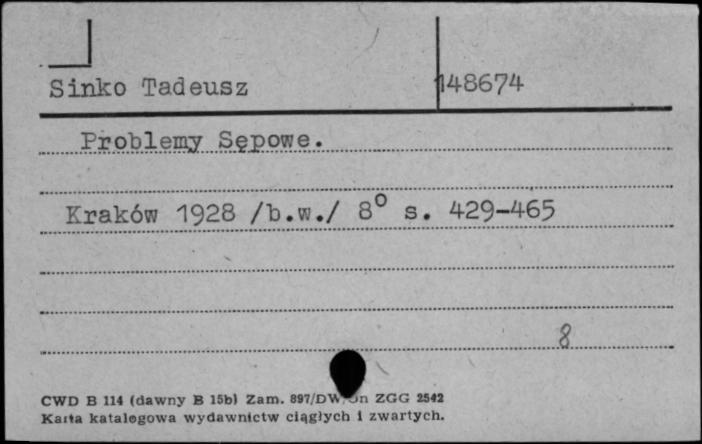 Sinko Tadeusz 148674
Problemy Sępowe.
Kraków 1928 /b.w./ 8° s. 429-465
8
CWD B 114 (dawny B 15b) Zam. 897/DW/On ZGG 2542
Karta katalogowa wydawnictw ciągłych i zwartych.